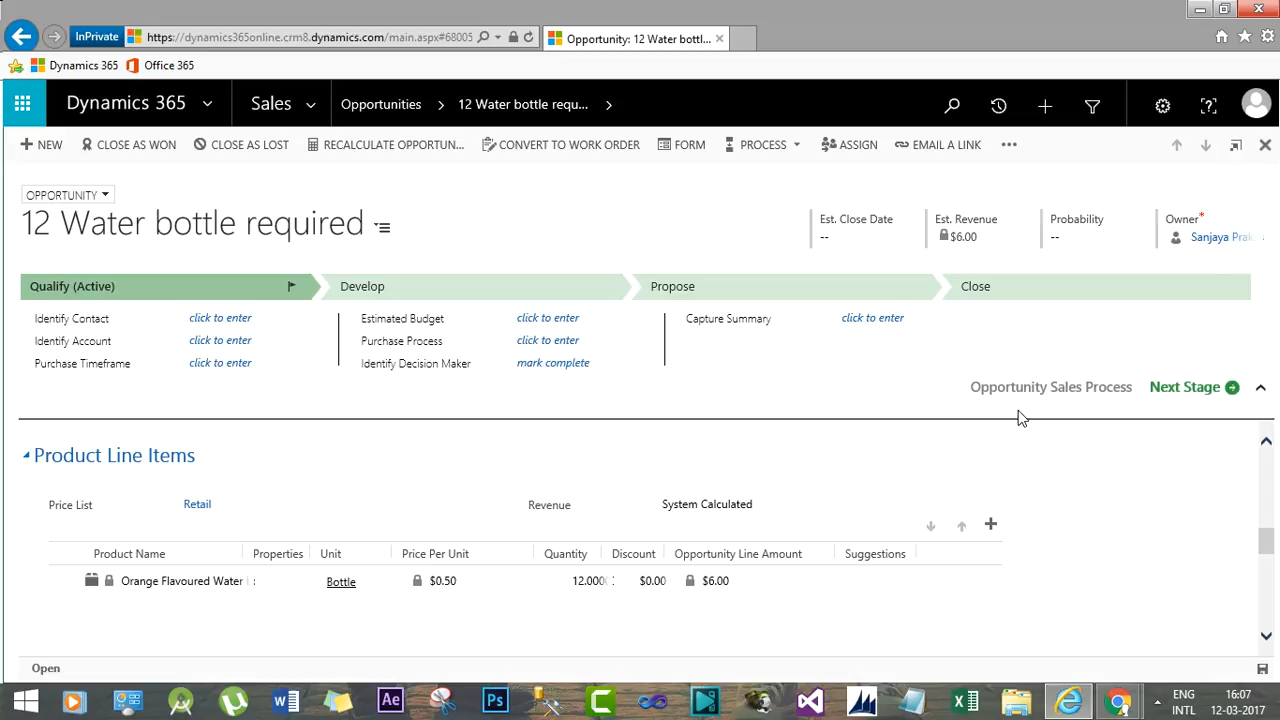 InPrivate https://dynamics365online.crm8.dynamics.com/main.aspx#68005 Opportunity: 12 Water bottl...
Dynamics 365 Office 365
Dynamics 365 Sales Opportunities 12 Water bottle requ...
NEW CLOSE AS WON CLOSE AS LOST RECALCULATE OPPORTUN... CONVERT TO WORK ORDER FORM PROCESS ASSIGN EMAIL A LINK
OPPORTUNITY
12 Water bottle required
Est. Close Date Est. Revenue Probability Owner*
-- $6.00 -- Sanjaya Prak
Qualify (Active) Develop Propose Close
Identify Contact click to enter Estimated Budget click to enter Capture Summary click to enter
Identify Account click to enter Purchase Process click to enter
Purchase Timeframe click to enter Identify Decision Maker mark complete
Opportunity Sales Process Next Stage
Product Line Items
Price List Retail Revenue System Calculated
Product Name Properties Unit Price Per Unit Quantity Discount Opportunity Line Amount Suggestions
Orange Flavoured Water Bottle $0.50 12.000 $0.00 $6.00
Open
Ae Ps C
ENG 16:07
INTL 12-03-2017